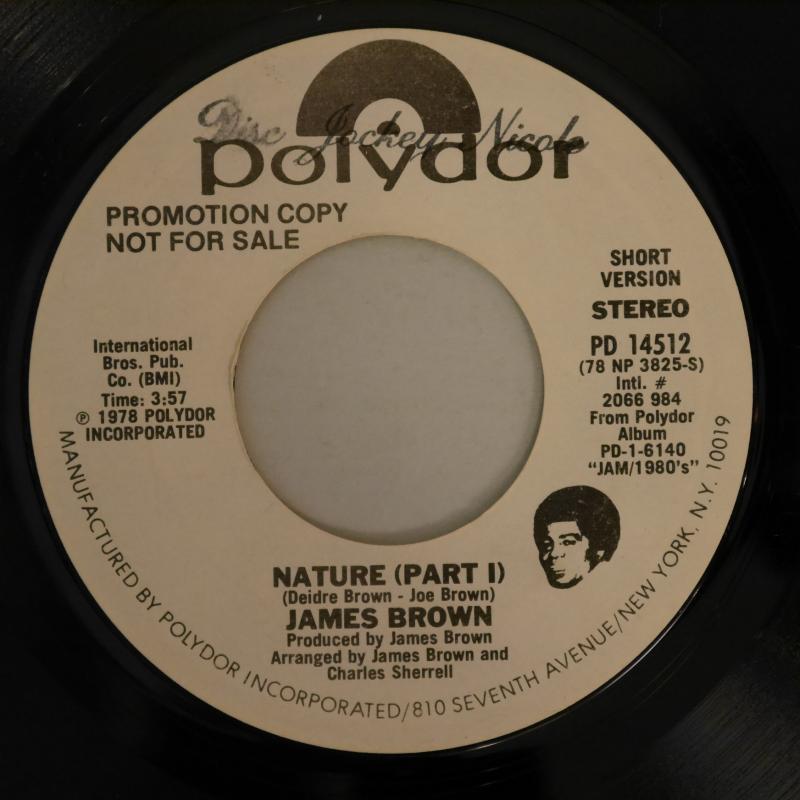 Disc Jockey Nicole
polydor
PROMOTION COPY
NOT FOR SALE
SHORT
VERSION
STEREO
PD 14512
(78 NP 3825-S)
Intl. #
2066 984
From Polydor
Album
PD-1-6140
"JAM/1980's"
International
Bros. Pub.
Co. (BMI)
Time: 3:57
℗ 1978 POLYDOR
INCORPORATED
NATURE (PART I)
(Deidre Brown - Joe Brown)
JAMES BROWN
Produced by James Brown
Arranged by James Brown and
Charles Sherrell
MANUFACTURED BY POLYDOR INCORPORATED/810 SEVENTH AVENUE/NEW YORK, N.Y. 10019